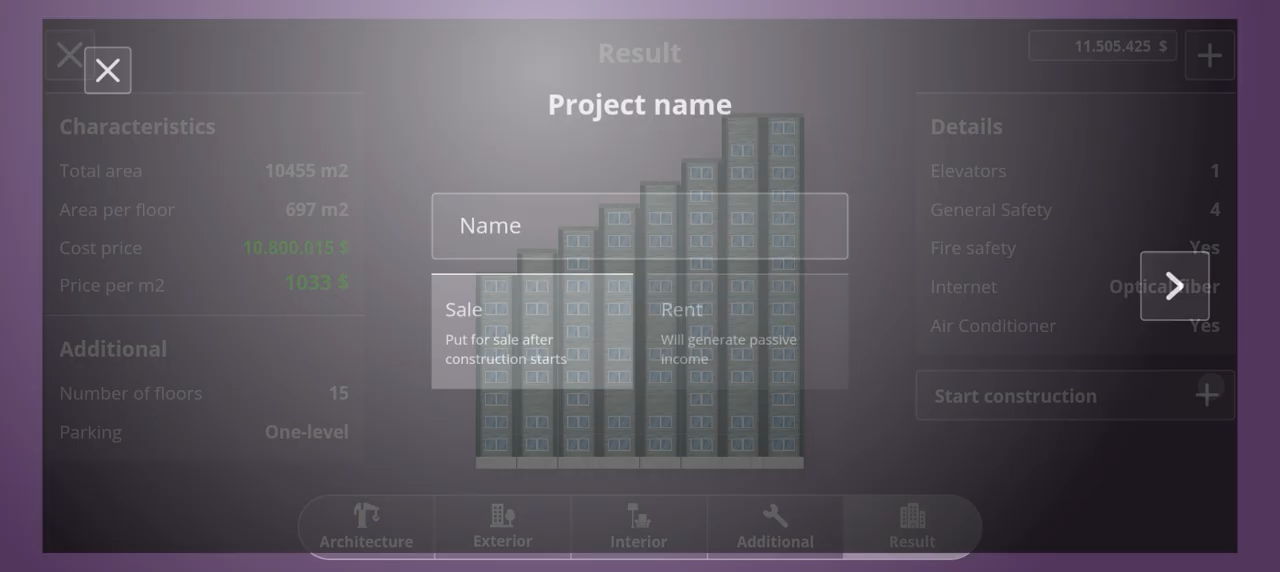 Result
11.505.425 $
Project name
Characteristics
Total area 10455 m2
Area per floor 697 m2
Cost price 10.800.015 $
Price per m2 1033 $
Additional
Number of floors 15
Parking One-level
Name
Sale
Put for sale after
construction starts
Rent
Will generate passive
income
Details
Elevators 1
General Safety 4
Fire safety Yes
Internet Optical fiber
Air Conditioner Yes
Start construction
Architecture
Exterior
Interior
Additional
Result